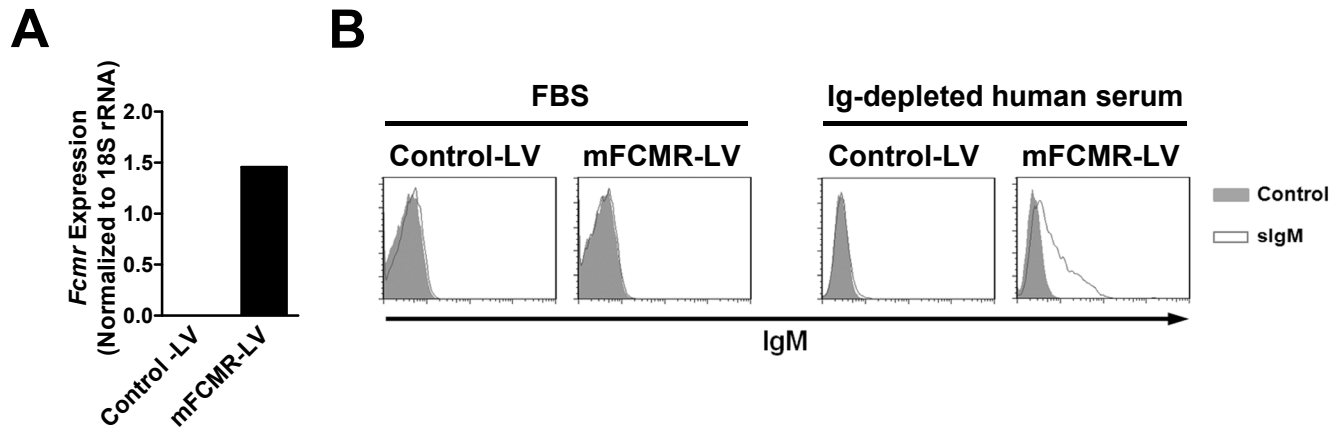 A
Fcmr Expression
(Normalized to 18S rRNA)
2.0
1.5
1.0
0.5
0.0
Control -LV
mFCMR-LV
B
FBS
Ig-depleted human serum
Control-LV
mFCMR-LV
Control-LV
mFCMR-LV
Control
sIgM
IgM